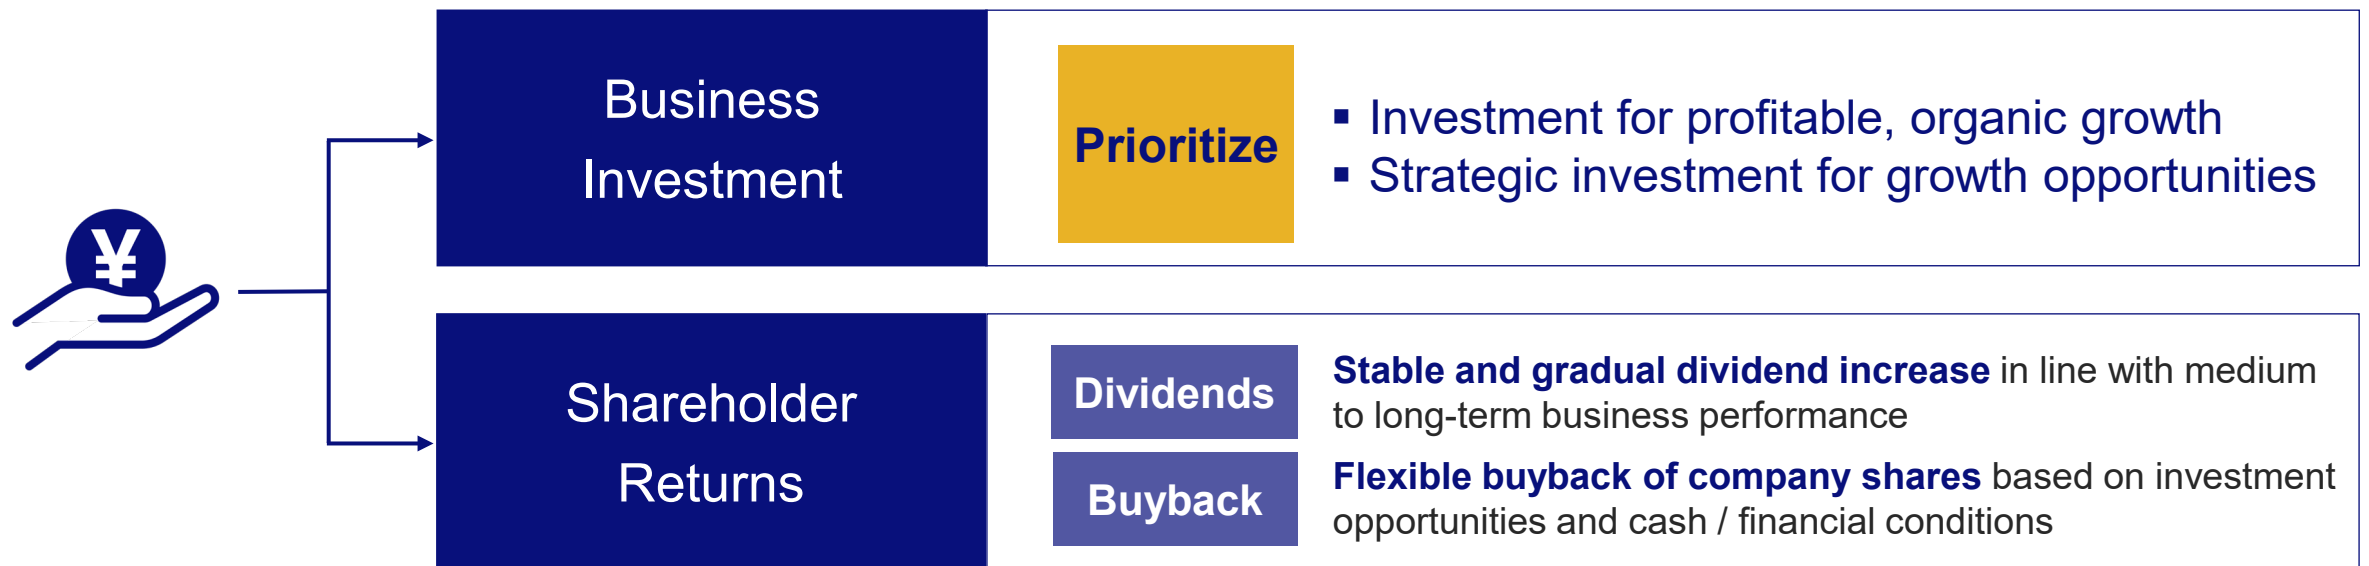 ¥
Business
Investment
Prioritize
▪ Investment for profitable, organic growth
▪ Strategic investment for growth opportunities
Shareholder
Returns
Dividends
Stable and gradual dividend increase in line with medium
to long-term business performance
Buyback
Flexible buyback of company shares based on investment
opportunities and cash / financial conditions